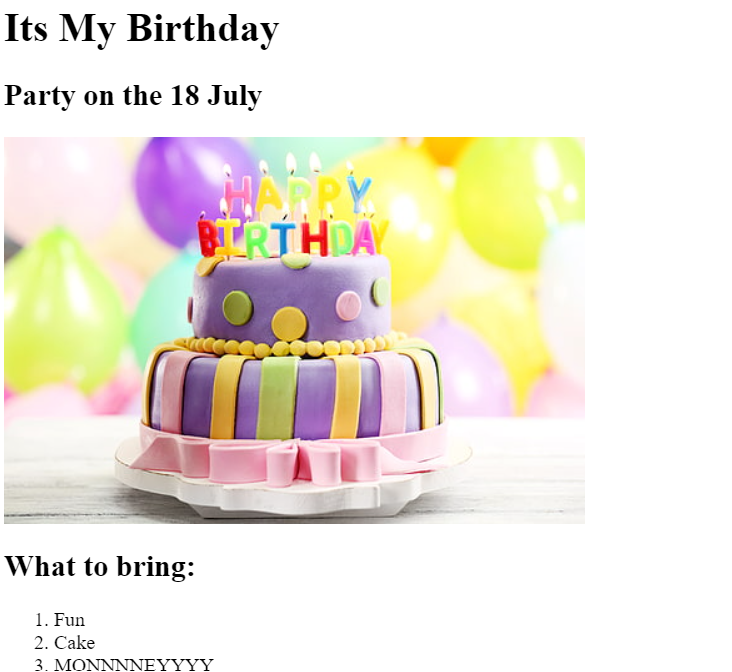 Its My Birthday
Party on the 18 July
HAPPY
BIRTHDAY
What to bring:
1. Fun
2. Cake
3. MONNNNEYYYY